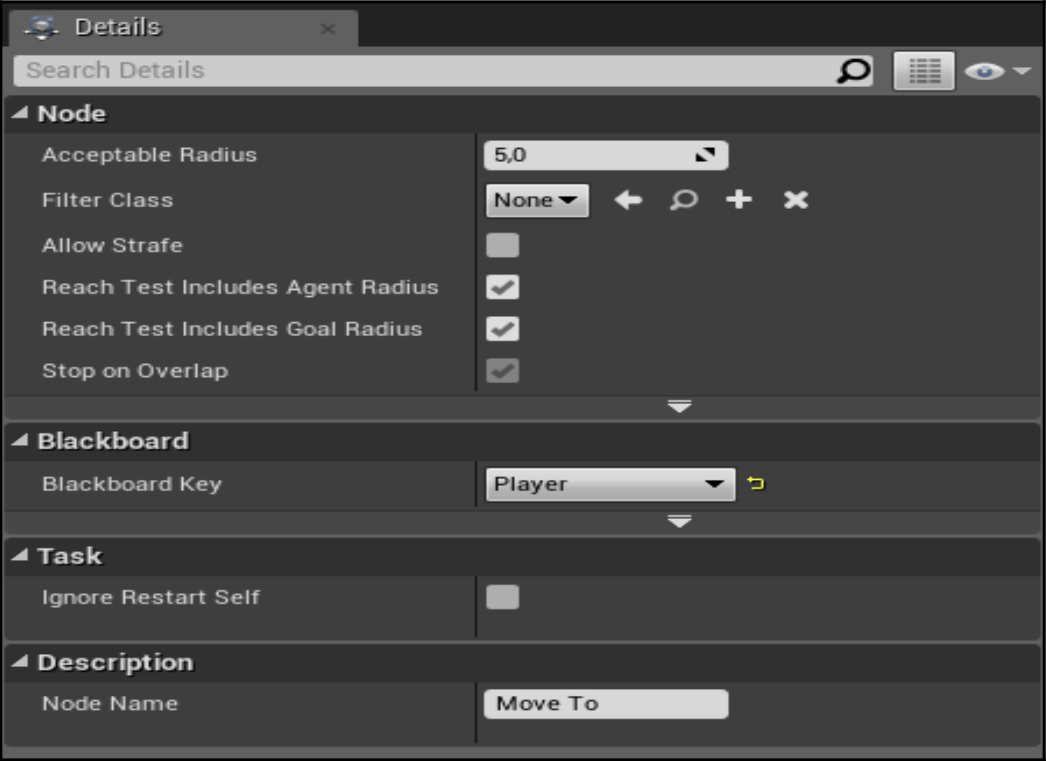 Details
Search Details
Node
Acceptable Radius 5,0
Filter Class None
Allow Strafe
Reach Test Includes Agent Radius
Reach Test Includes Goal Radius
Stop on Overlap
Blackboard
Blackboard Key Player
Task
Ignore Restart Self
Description
Node Name Move To